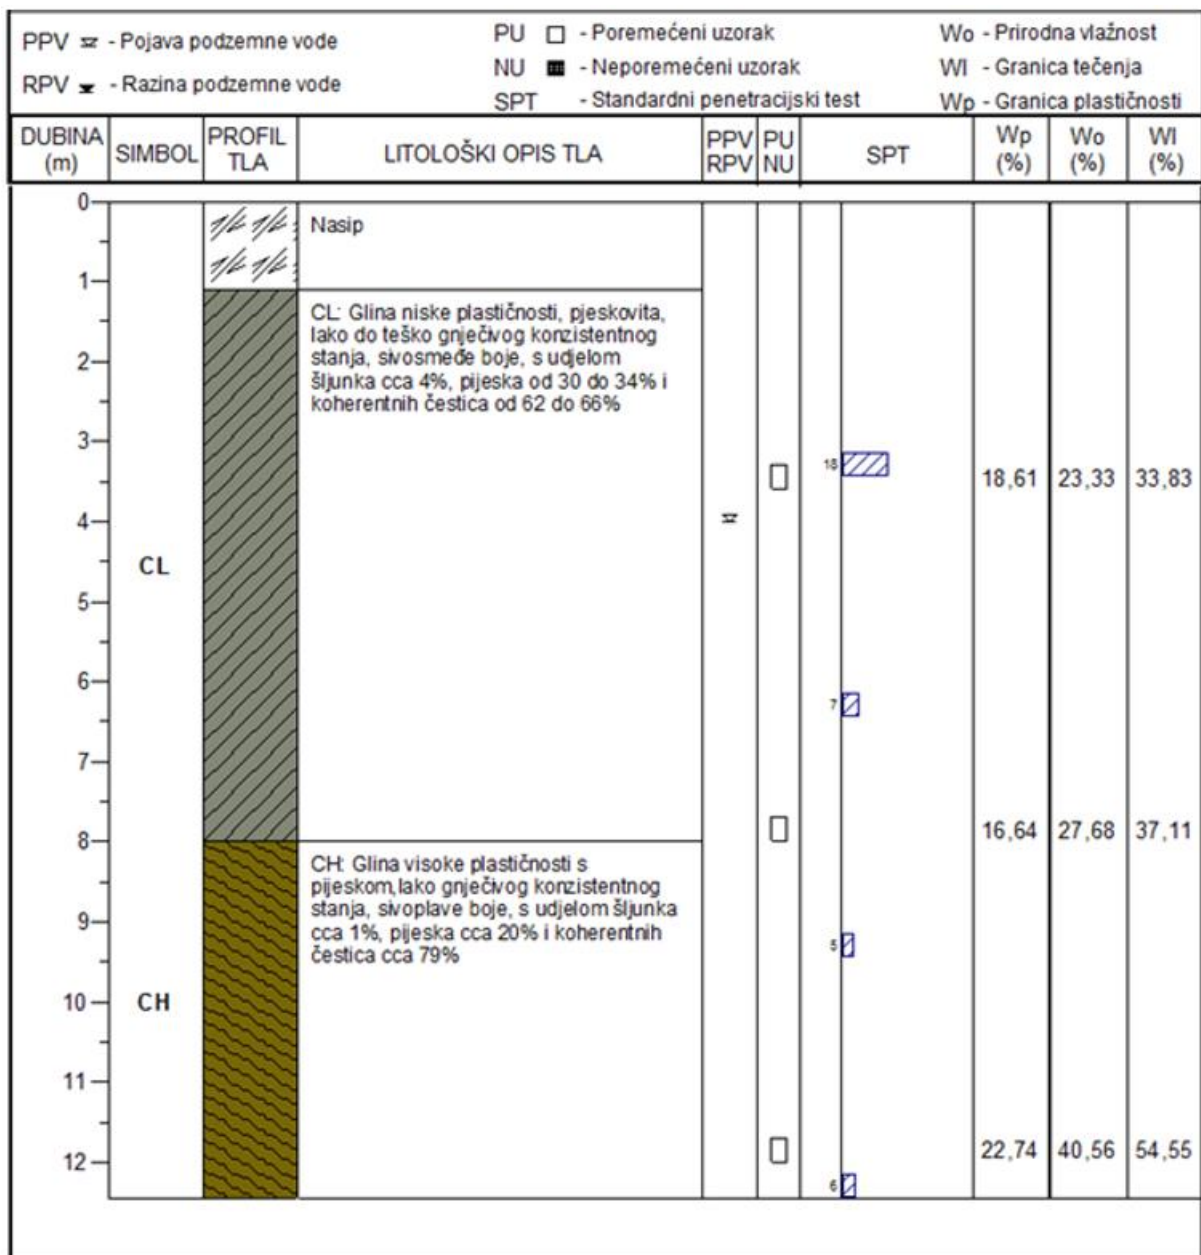 PPV - Pojava podzemne vode
RPV - Razina podzemne vode
PU - Poremećeni uzorak
NU - Neporemećeni uzorak
SPT - Standardni penetracijski test
Wo - Prirodna vlažnost
Wl - Granica tečenja
Wp - Granica plastičnosti
DUBINA (m)
SIMBOL
PROFIL TLA
LITOLOŠKI OPIS TLA
PPV RPV
PU NU
SPT
Wp (%)
Wo (%)
Wl (%)
0
Nasip
1
CL: Glina niske plastičnosti, pjeskovita,
lako do teško gnječivog konzistentnog
stanja, sivosmeđe boje, s udjelom
šljunka cca 4%, pijeska od 30 do 34% i
koherentnih čestica od 62 do 66%
2
3
18
18,61 23,33 33,83
4
CL
5
6
7
7
16,64 27,68 37,11
8
CH: Glina visoke plastičnosti s
pijeskom,lako gnječivog konzistentnog
stanja, sivoplave boje, s udjelom šljunka
cca 1%, pijeska cca 20% i koherentnih
čestica cca 79%
9
5
10
CH
11
12
22,74 40,56 54,55
6